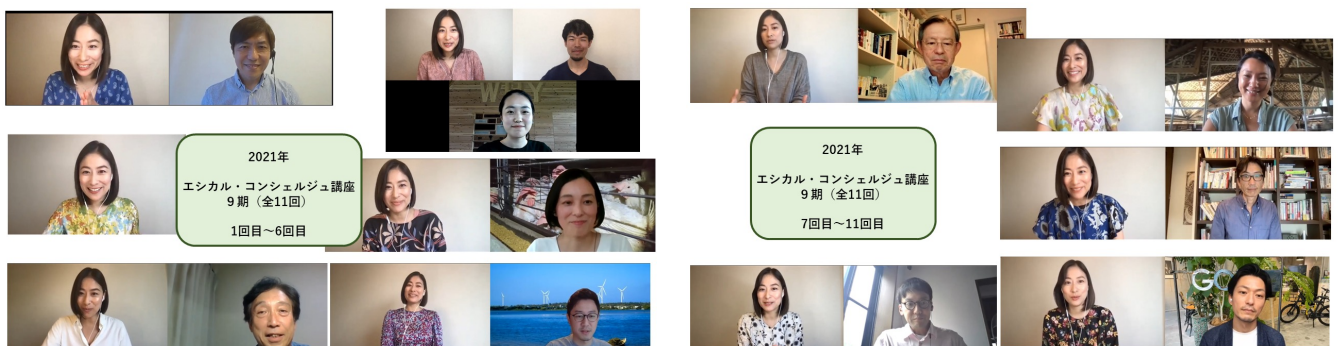 2021年
エシカル・コンシェルジュ講座
９期（全11回）
1回目～6回目
2021年
エシカル・コンシェルジュ講座
９期（全11回）
7回目～11回目
GO